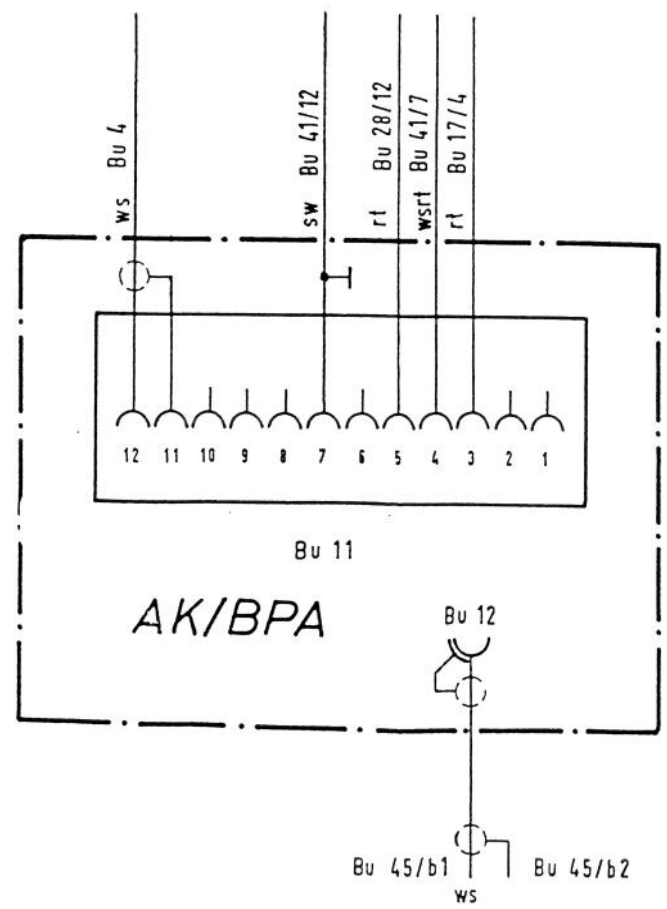 ws Bu 4
sw Bu 41/12
rt Bu 28/12
wsrt Bu 41/7
rt Bu 17/4
12 11 10 9 8 7 6 5 4 3 2 1
Bu 11
AK/BPA
Bu 12
Bu 45/b1 Bu 45/b2
ws